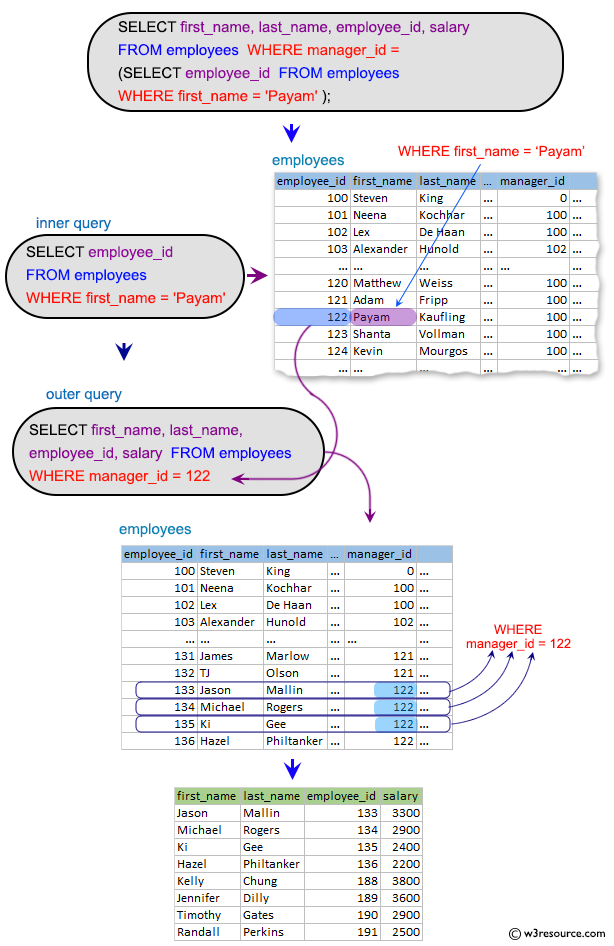 SELECT first_name, last_name, employee_id, salary
FROM employees WHERE manager_id =
(SELECT employee_id FROM employees
WHERE first_name = 'Payam' );
employees
WHERE first_name = ‘Payam’
employee_id first_name last_name ... manager_id
100 Steven King ... 0 ...
101 Neena Kochhar ... 100 ...
102 Lex De Haan ... 100 ...
103 Alexander Hunold ... 102 ...
... ... ... ... ... ...
120 Matthew Weiss ... 100 ...
121 Adam Fripp ... 100 ...
122 Payam Kaufling ... 100 ...
123 Shanta Vollman ... 100 ...
124 Kevin Mourgos ... 100 ...
... ... ... ... ...
inner query
SELECT employee_id
FROM employees
WHERE first_name = 'Payam'
outer query
SELECT first_name, last_name,
employee_id, salary FROM employees
WHERE manager_id = 122
employees
employee_id first_name last_name ... manager_id ...
100 Steven King ... 0 ...
101 Neena Kochhar ... 100 ...
102 Lex De Haan ... 100 ...
103 Alexander Hunold ... 102 ...
... ... ... ... ... ...
131 James Marlow ... 121 ...
132 TJ Olson ... 121 ...
133 Jason Mallin ... 122 ...
134 Michael Rogers ... 122 ...
135 Ki Gee ... 122 ...
136 Hazel Philtanker ... 122 ...
WHERE
manager_id = 122
first_name last_name employee_id salary
Jason Mallin 133 3300
Michael Rogers 134 2900
Ki Gee 135 2400
Hazel Philtanker 136 2200
Kelly Chung 188 3800
Jennifer Dilly 189 3600
Timothy Gates 190 2900
Randall Perkins 191 2500
© w3resource.com